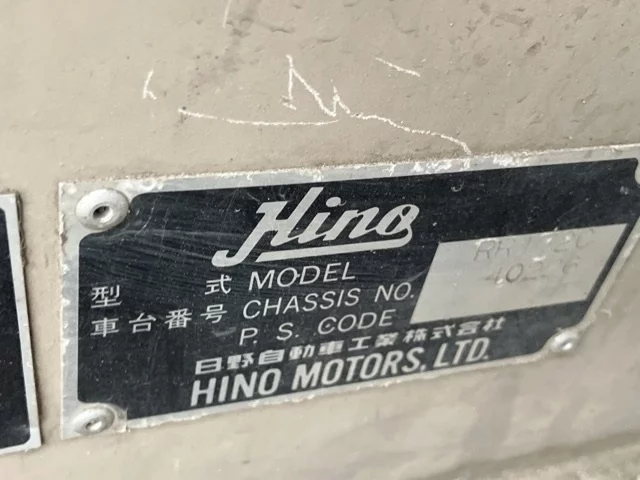 Hino
型 式 MODEL
車台番号 CHASSIS NO.
P. S. CODE
日野自動車工業株式会社
HINO MOTORS, LTD.